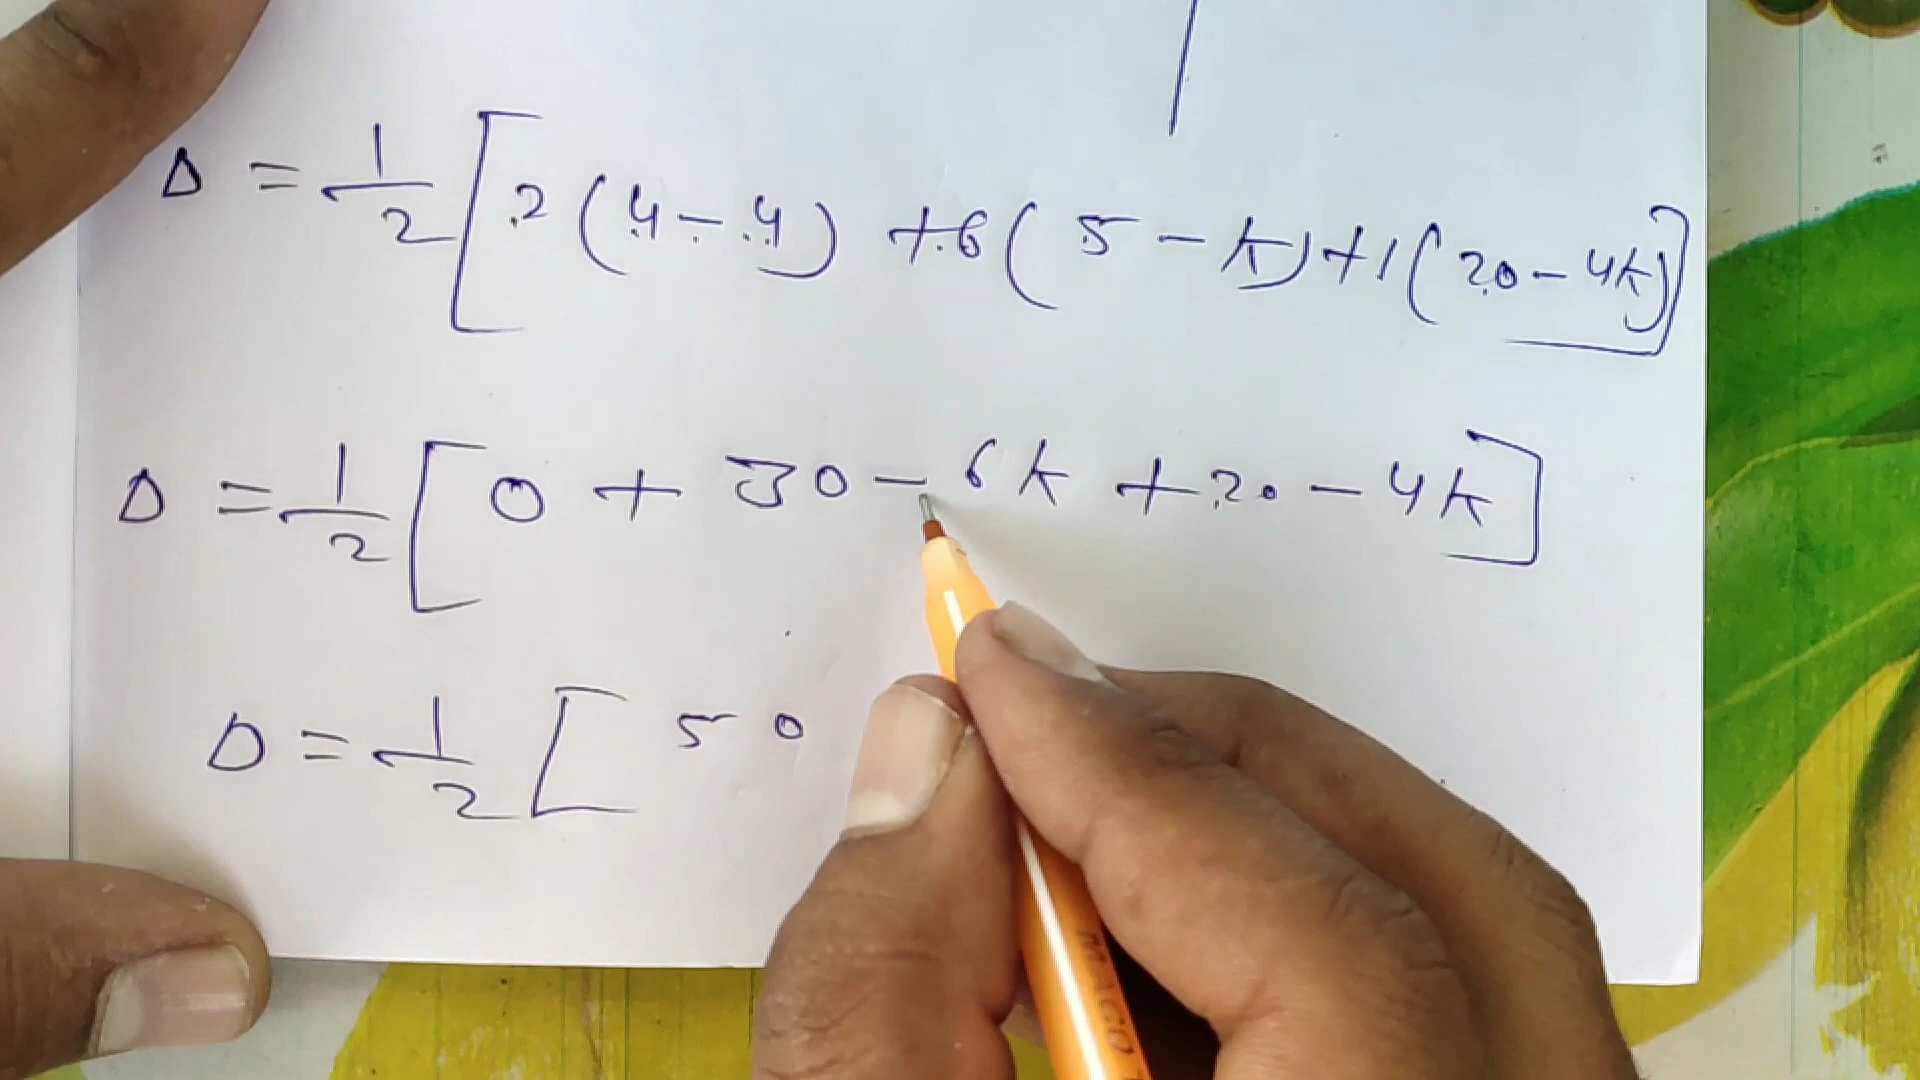 Δ = 1/2 [2(4-4) +6(5-k)+1(20-4k)]
Δ = 1/2 [0 + 30 - 6k + 20 - 4k]
Δ = 1/2 [50